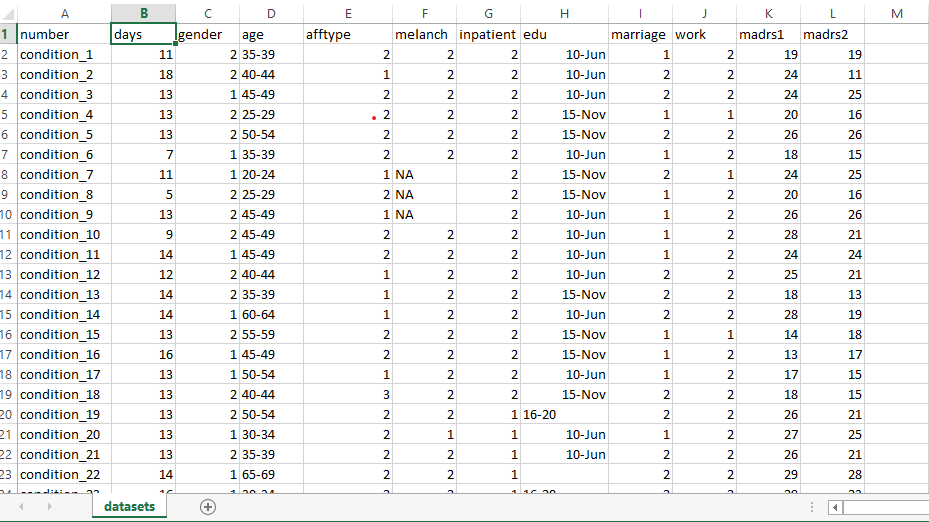 A B C D E F G H I J K L M
1 number days gender age afftype melanch inpatient edu marriage work madrs1 madrs2
2 condition_1 11 2 35-39 2 2 2 10-Jun 1 2 19 19
3 condition_2 18 2 40-44 1 2 2 10-Jun 2 2 24 11
4 condition_3 13 1 45-49 2 2 2 10-Jun 2 2 24 25
5 condition_4 13 2 25-29 2 2 2 15-Nov 1 1 20 16
6 condition_5 13 2 50-54 2 2 2 15-Nov 2 2 26 26
7 condition_6 7 1 35-39 2 2 2 10-Jun 1 2 18 15
8 condition_7 11 1 20-24 1 NA 2 15-Nov 2 1 24 25
9 condition_8 5 2 25-29 2 NA 2 15-Nov 1 2 20 16
10 condition_9 13 2 45-49 1 NA 2 10-Jun 1 2 26 26
11 condition_10 9 2 45-49 2 2 2 10-Jun 1 2 28 21
12 condition_11 14 1 45-49 2 2 2 10-Jun 1 2 24 24
13 condition_12 12 2 40-44 1 2 2 10-Jun 2 2 25 21
14 condition_13 14 2 35-39 1 2 2 15-Nov 2 2 18 13
15 condition_14 14 1 60-64 1 2 2 10-Jun 2 2 28 19
16 condition_15 13 2 55-59 2 2 2 15-Nov 1 1 14 18
17 condition_16 16 1 45-49 2 2 2 15-Nov 1 2 13 17
18 condition_17 13 1 50-54 1 2 2 10-Jun 1 2 17 15
19 condition_18 13 2 40-44 3 2 2 15-Nov 2 2 18 15
20 condition_19 13 2 50-54 2 2 1 16-20 2 2 26 21
21 condition_20 13 1 30-34 2 1 1 10-Jun 1 2 27 25
22 condition_21 13 2 35-39 2 2 1 10-Jun 2 2 26 21
23 condition_22 14 1 65-69 2 2 1 2 2 29 28
datasets